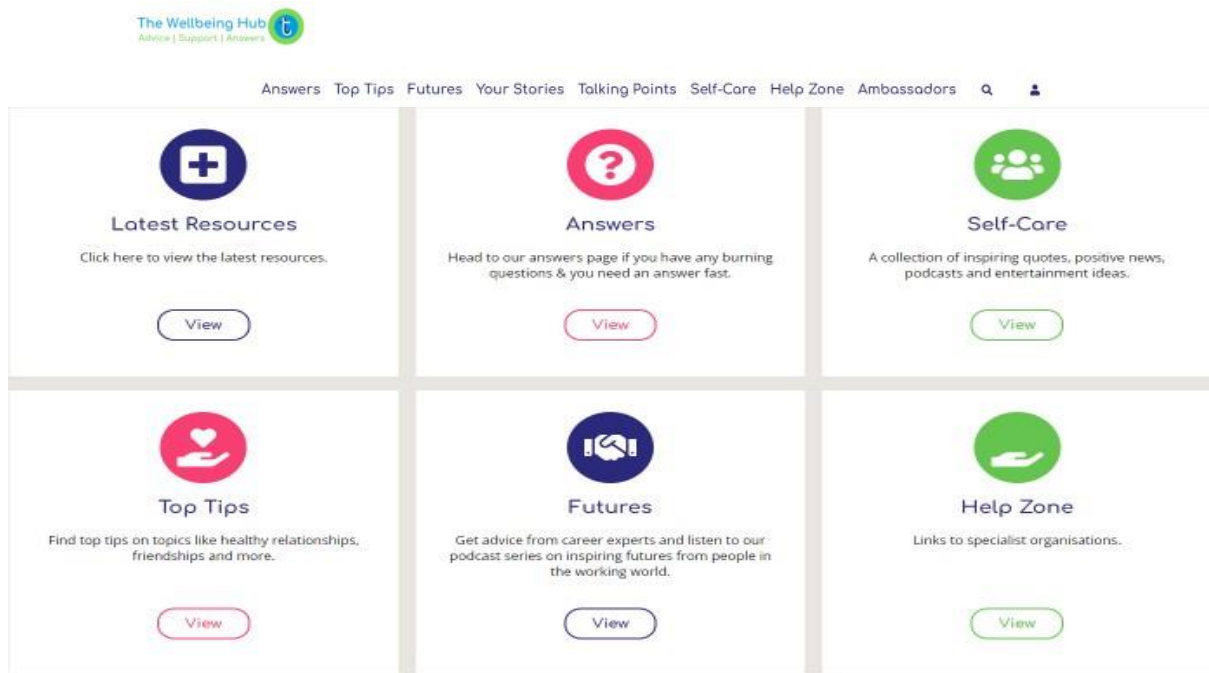 The Wellbeing Hub
Advice | Support | Answers
Answers Top Tips Futures Your Stories Talking Points Self-Care Help Zone Ambassadors
Latest Resources
Click here to view the latest resources.
View
Answers
Head to our answers page if you have any burning
questions & you need an answer fast.
View
Self-Care
A collection of inspiring quotes, positive news,
podcasts and entertainment ideas.
View
Top Tips
Find top tips on topics like healthy relationships,
friendships and more.
View
Futures
Get advice from career experts and listen to our
podcast series on inspiring futures from people in
the working world.
View
Help Zone
Links to specialist organisations.
View